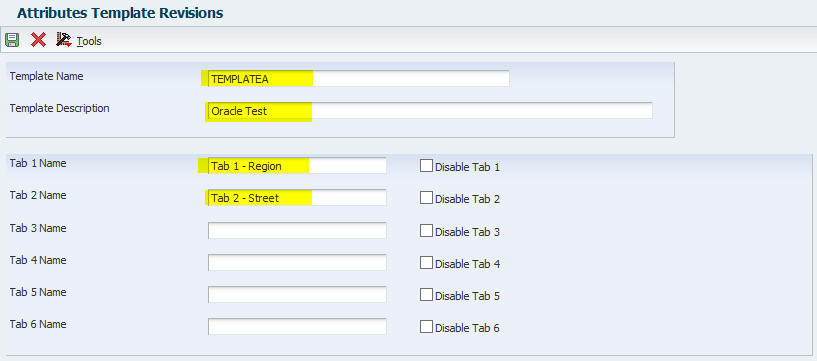 Attributes Template Revisions
Tools
Template Name TEMPLATEA
Template Description Oracle Test
Tab 1 Name Tab 1 - Region Disable Tab 1
Tab 2 Name Tab 2 - Street Disable Tab 2
Tab 3 Name Disable Tab 3
Tab 4 Name Disable Tab 4
Tab 5 Name Disable Tab 5
Tab 6 Name Disable Tab 6